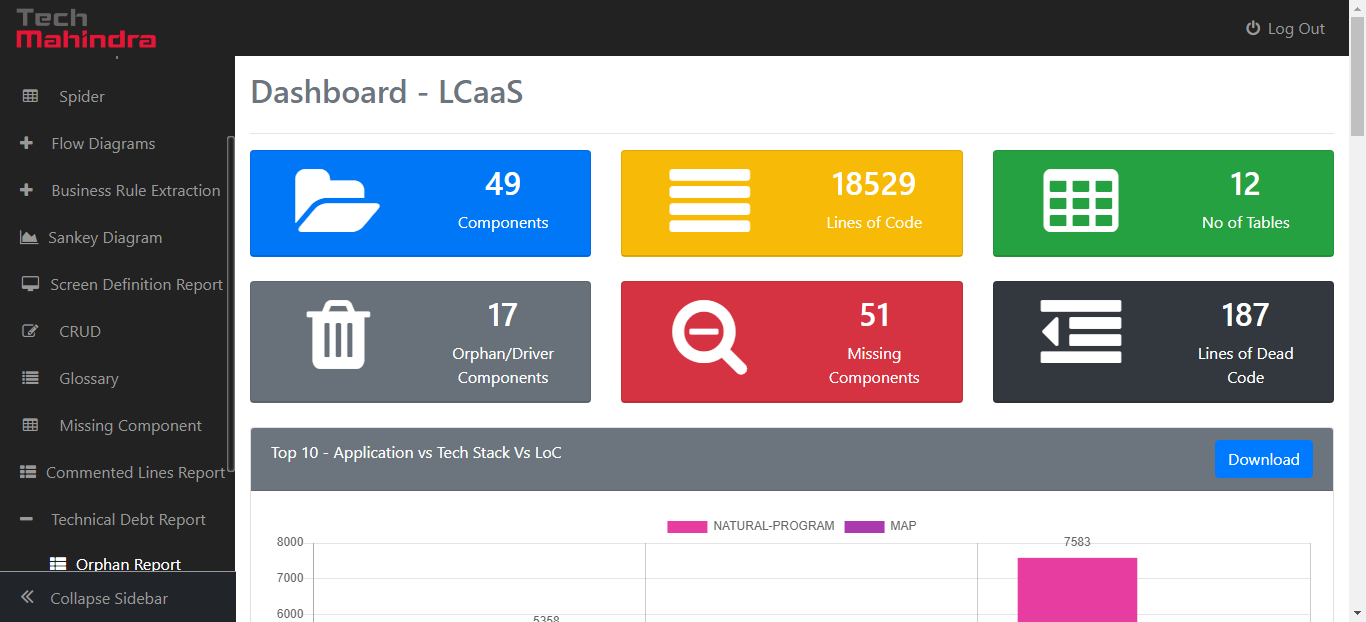 Tech
Mahindra
Log Out
Spider
Flow Diagrams
Business Rule Extraction
Sankey Diagram
Screen Definition Report
CRUD
Glossary
Missing Component
Commented Lines Report
Technical Debt Report
Orphan Report
Collapse Sidebar
Dashboard - LCaaS
49
Components
18529
Lines of Code
12
No of Tables
17
Orphan/Driver
Components
51
Missing
Components
187
Lines of Dead
Code
Top 10 - Application vs Tech Stack Vs LoC
Download
NATURAL-PROGRAM
MAP
8000
7583
7000
6000
5358